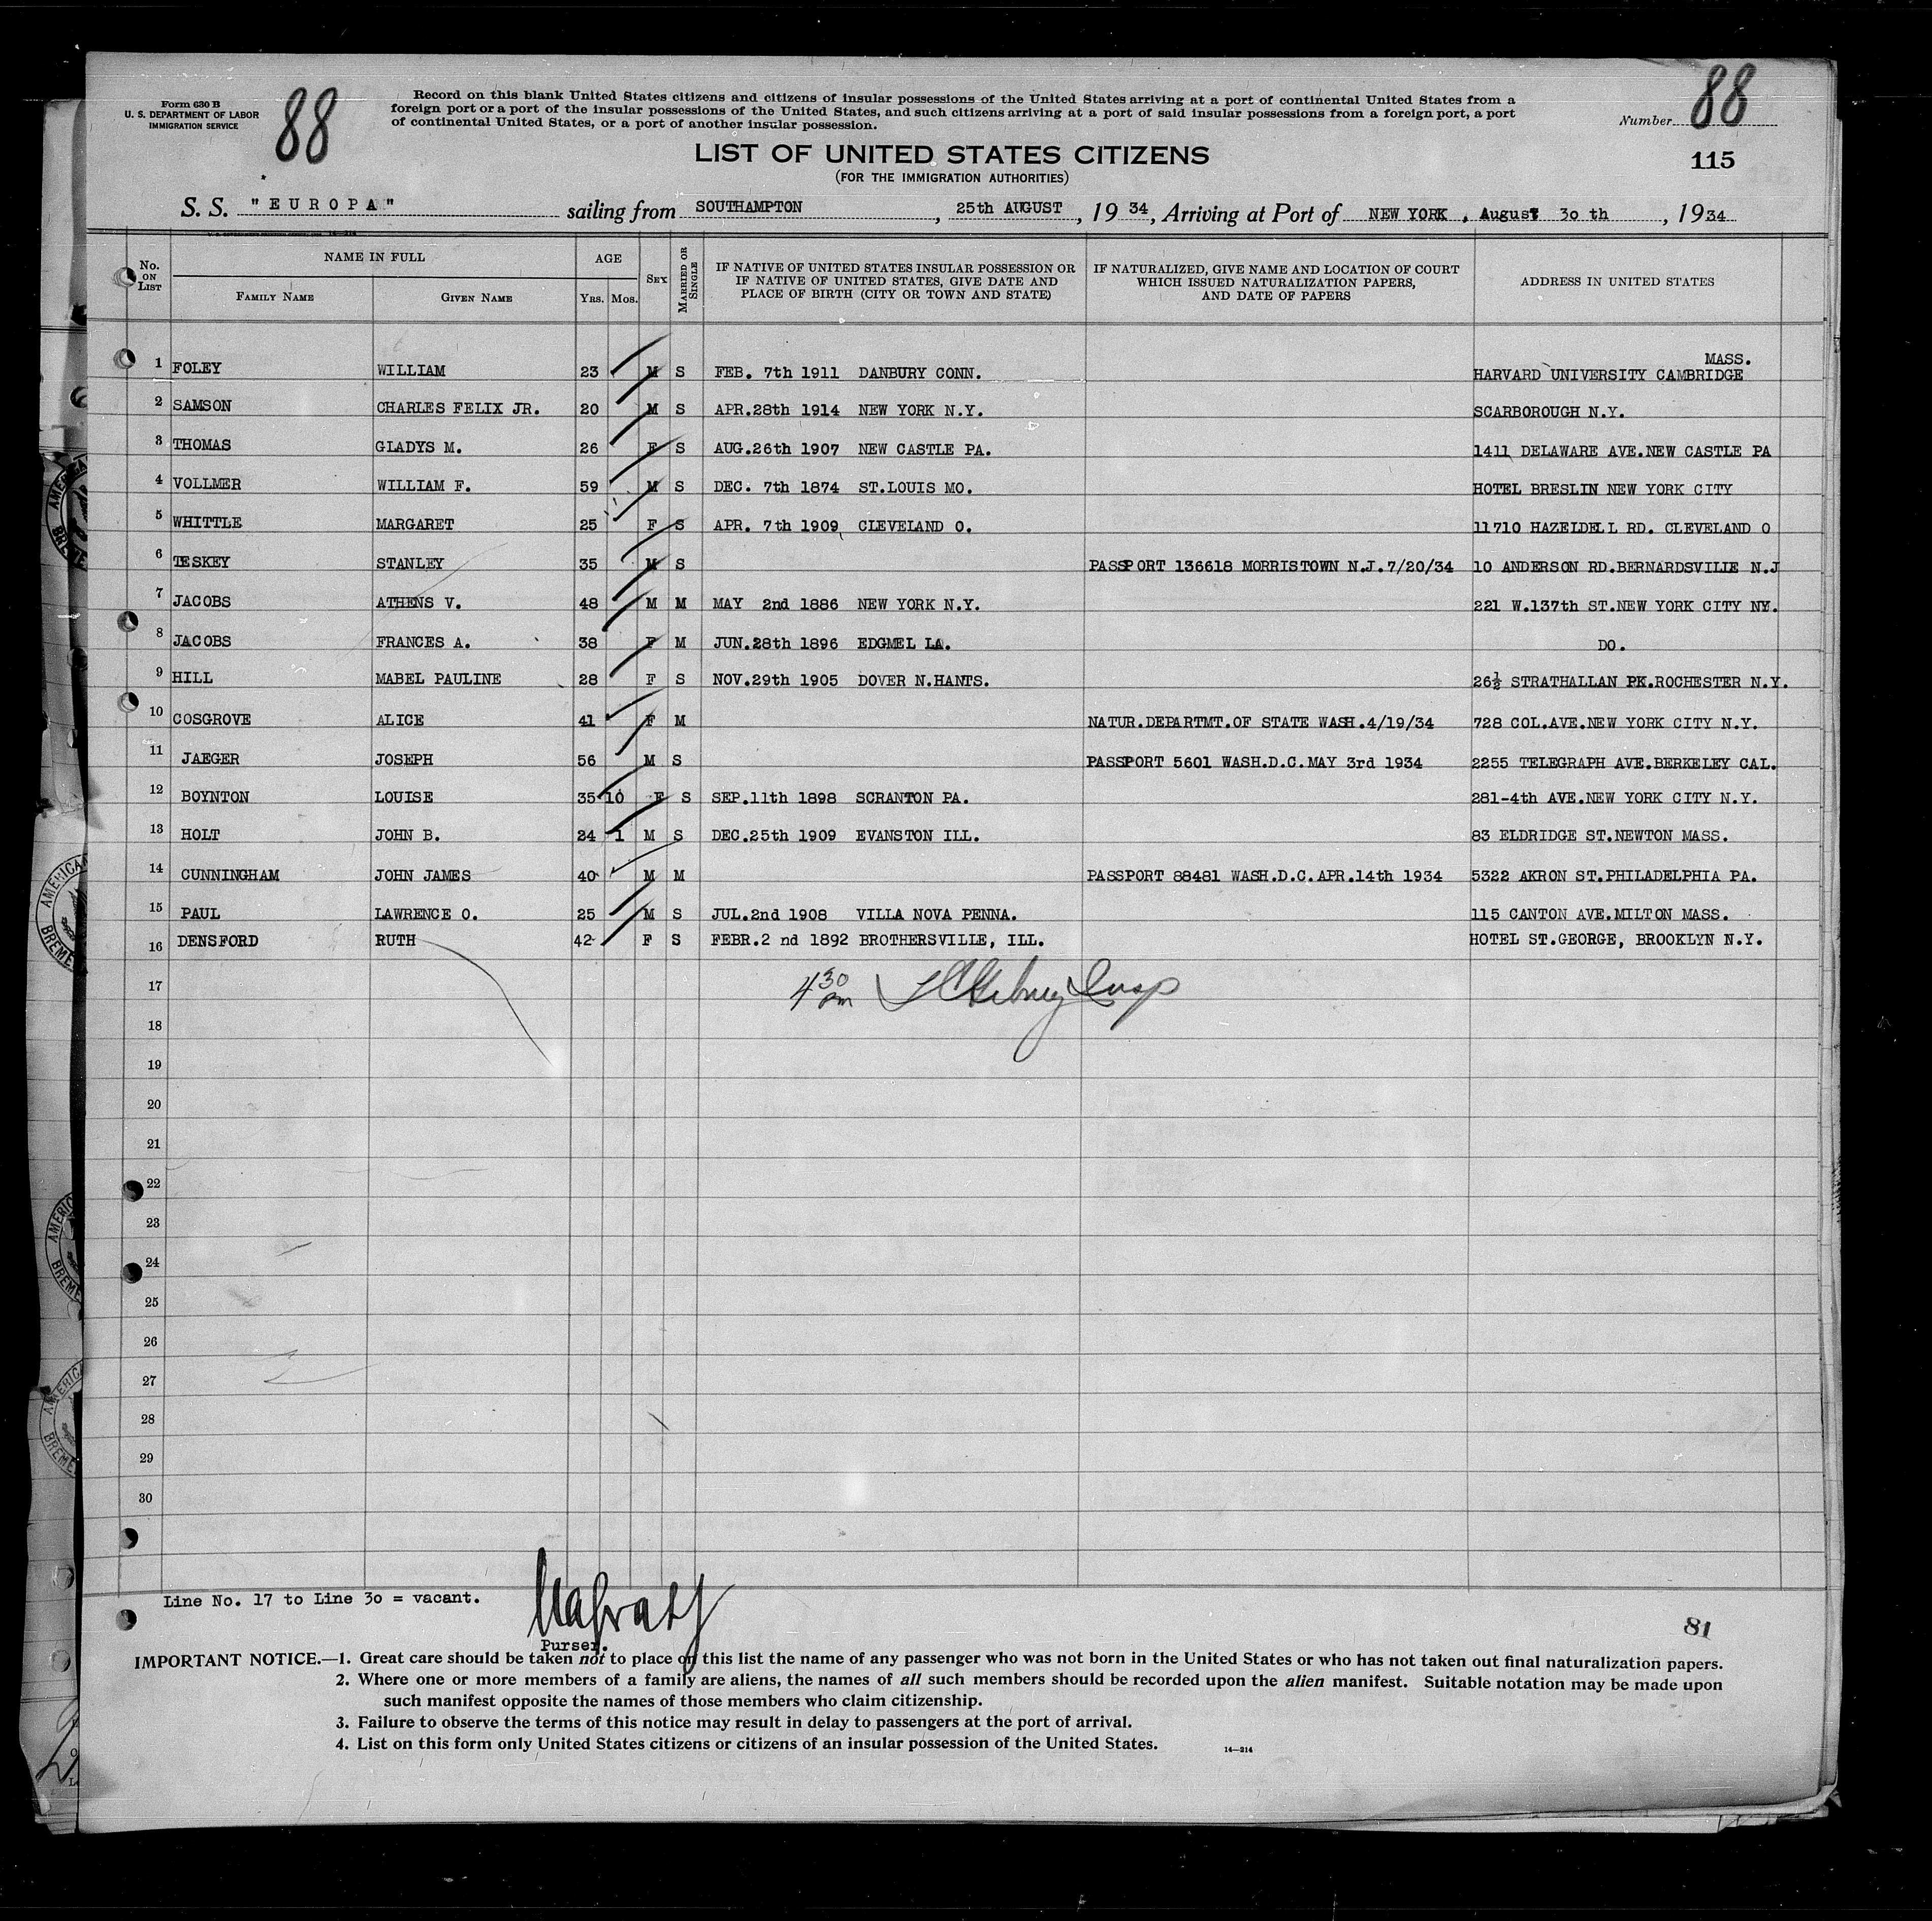 Form 630 B
U. S. DEPARTMENT OF LABOR
IMMIGRATION SERVICE
88
Record on this blank United States citizens and citizens of insular possessions of the United States arriving at a port of continental United States from a
foreign port or a port of the insular possessions of the United States, and such citizens arriving at a port of said insular possessions from a foreign port, a port
of continental United States, or a port of another insular possession.
Number 88
LIST OF UNITED STATES CITIZENS
(FOR THE IMMIGRATION AUTHORITIES)
115
S. S. "EUROPA" sailing from SOUTHAMPTON, 25th AUGUST, 1934, Arriving at Port of NEW YORK, August 30 th, 1934
No. ON LIST NAME IN FULL AGE SEX MARRIED OR SINGLE IF NATIVE OF UNITED STATES INSULAR POSSESSION OR IF NATIVE OF UNITED STATES, GIVE DATE AND PLACE OF BIRTH (CITY OR TOWN AND STATE) IF NATURALIZED, GIVE NAME AND LOCATION OF COURT WHICH ISSUED NATURALIZATION PAPERS, AND DATE OF PAPERS ADDRESS IN UNITED STATES
FAMILY NAME GIVEN NAME YRS. MOS.
1 FOLEY WILLIAM 23 M S FEB. 7th 1911 DANBURY CONN. HARVARD UNIVERSITY CAMBRIDGE MASS.
2 SAMSON CHARLES FELIX JR. 20 M S APR.28th 1914 NEW YORK N.Y. SCARBOROUGH N.Y.
3 THOMAS GLADYS M. 26 F S AUG.26th 1907 NEW CASTLE PA. 1411 DELAWARE AVE.NEW CASTLE PA
4 VOLLMER WILLIAM F. 59 M S DEC. 7th 1874 ST.LOUIS MO. HOTEL BRESLIN NEW YORK CITY
5 WHITTLE MARGARET 25 F S APR. 7th 1909 CLEVELAND O. 11710 HAZELDELL RD. CLEVELAND O
6 TESKEY STANLEY 35 M S PASSPORT 136618 MORRISTOWN N.J.7/20/34 10 ANDERSON RD.BERNARDSVILLE N.J
7 JACOBS ATHENS V. 48 M M MAY 2nd 1886 NEW YORK N.Y. 221 W.137th ST.NEW YORK CITY NY.
8 JACOBS FRANCES A. 38 F M JUN.28th 1896 EDGMEL LA. DO.
9 HILL MABEL PAULINE 28 F S NOV.29th 1905 DOVER N.HANTS. 26½ STRATHALLAN PK.ROCHESTER N.Y.
10 COSGROVE ALICE 41 F M NATUR.DEPARTMT.OF STATE WASH.4/19/34 728 COL.AVE.NEW YORK CITY N.Y.
11 JAEGER JOSEPH 56 M S PASSPORT 5601 WASH.D.C.MAY 3rd 1934 2255 TELEGRAPH AVE.BERKELEY CAL.
12 BOYNTON LOUISE 35 10 F S SEP.11th 1898 SCRANTON PA. 281-4th AVE.NEW YORK CITY N.Y.
13 HOLT JOHN B. 24 1 M S DEC.25th 1909 EVANSTON ILL. 83 ELDRIDGE ST.NEWTON MASS.
14 CUNNINGHAM JOHN JAMES 40 M M PASSPORT 88481 WASH.D.C.APR.14th 1934 5322 AKRON ST.PHILADELPHIA PA.
15 PAUL LAWRENCE O. 25 M S JUL.2nd 1908 VILLA NOVA PENNA. 115 CANTON AVE.MILTON MASS.
16 DENSFORD RUTH 42 F S FEBR.2 nd 1892 BROTHERSVILLE, ILL. HOTEL ST.GEORGE, BROOKLYN N.Y.
17 4 30 pm Insp
18
19
20
21
22
23
24
25
26
27
28
29
30
Line No. 17 to Line 30 = vacant.
Purser.
81
IMPORTANT NOTICE.—1. Great care should be taken not to place on this list the name of any passenger who was not born in the United States or who has not taken out final naturalization papers.
2. Where one or more members of a family are aliens, the names of all such members should be recorded upon the alien manifest. Suitable notation may be made upon
such manifest opposite the names of those members who claim citizenship.
3. Failure to observe the terms of this notice may result in delay to passengers at the port of arrival.
4. List on this form only United States citizens or citizens of an insular possession of the United States.
14—214